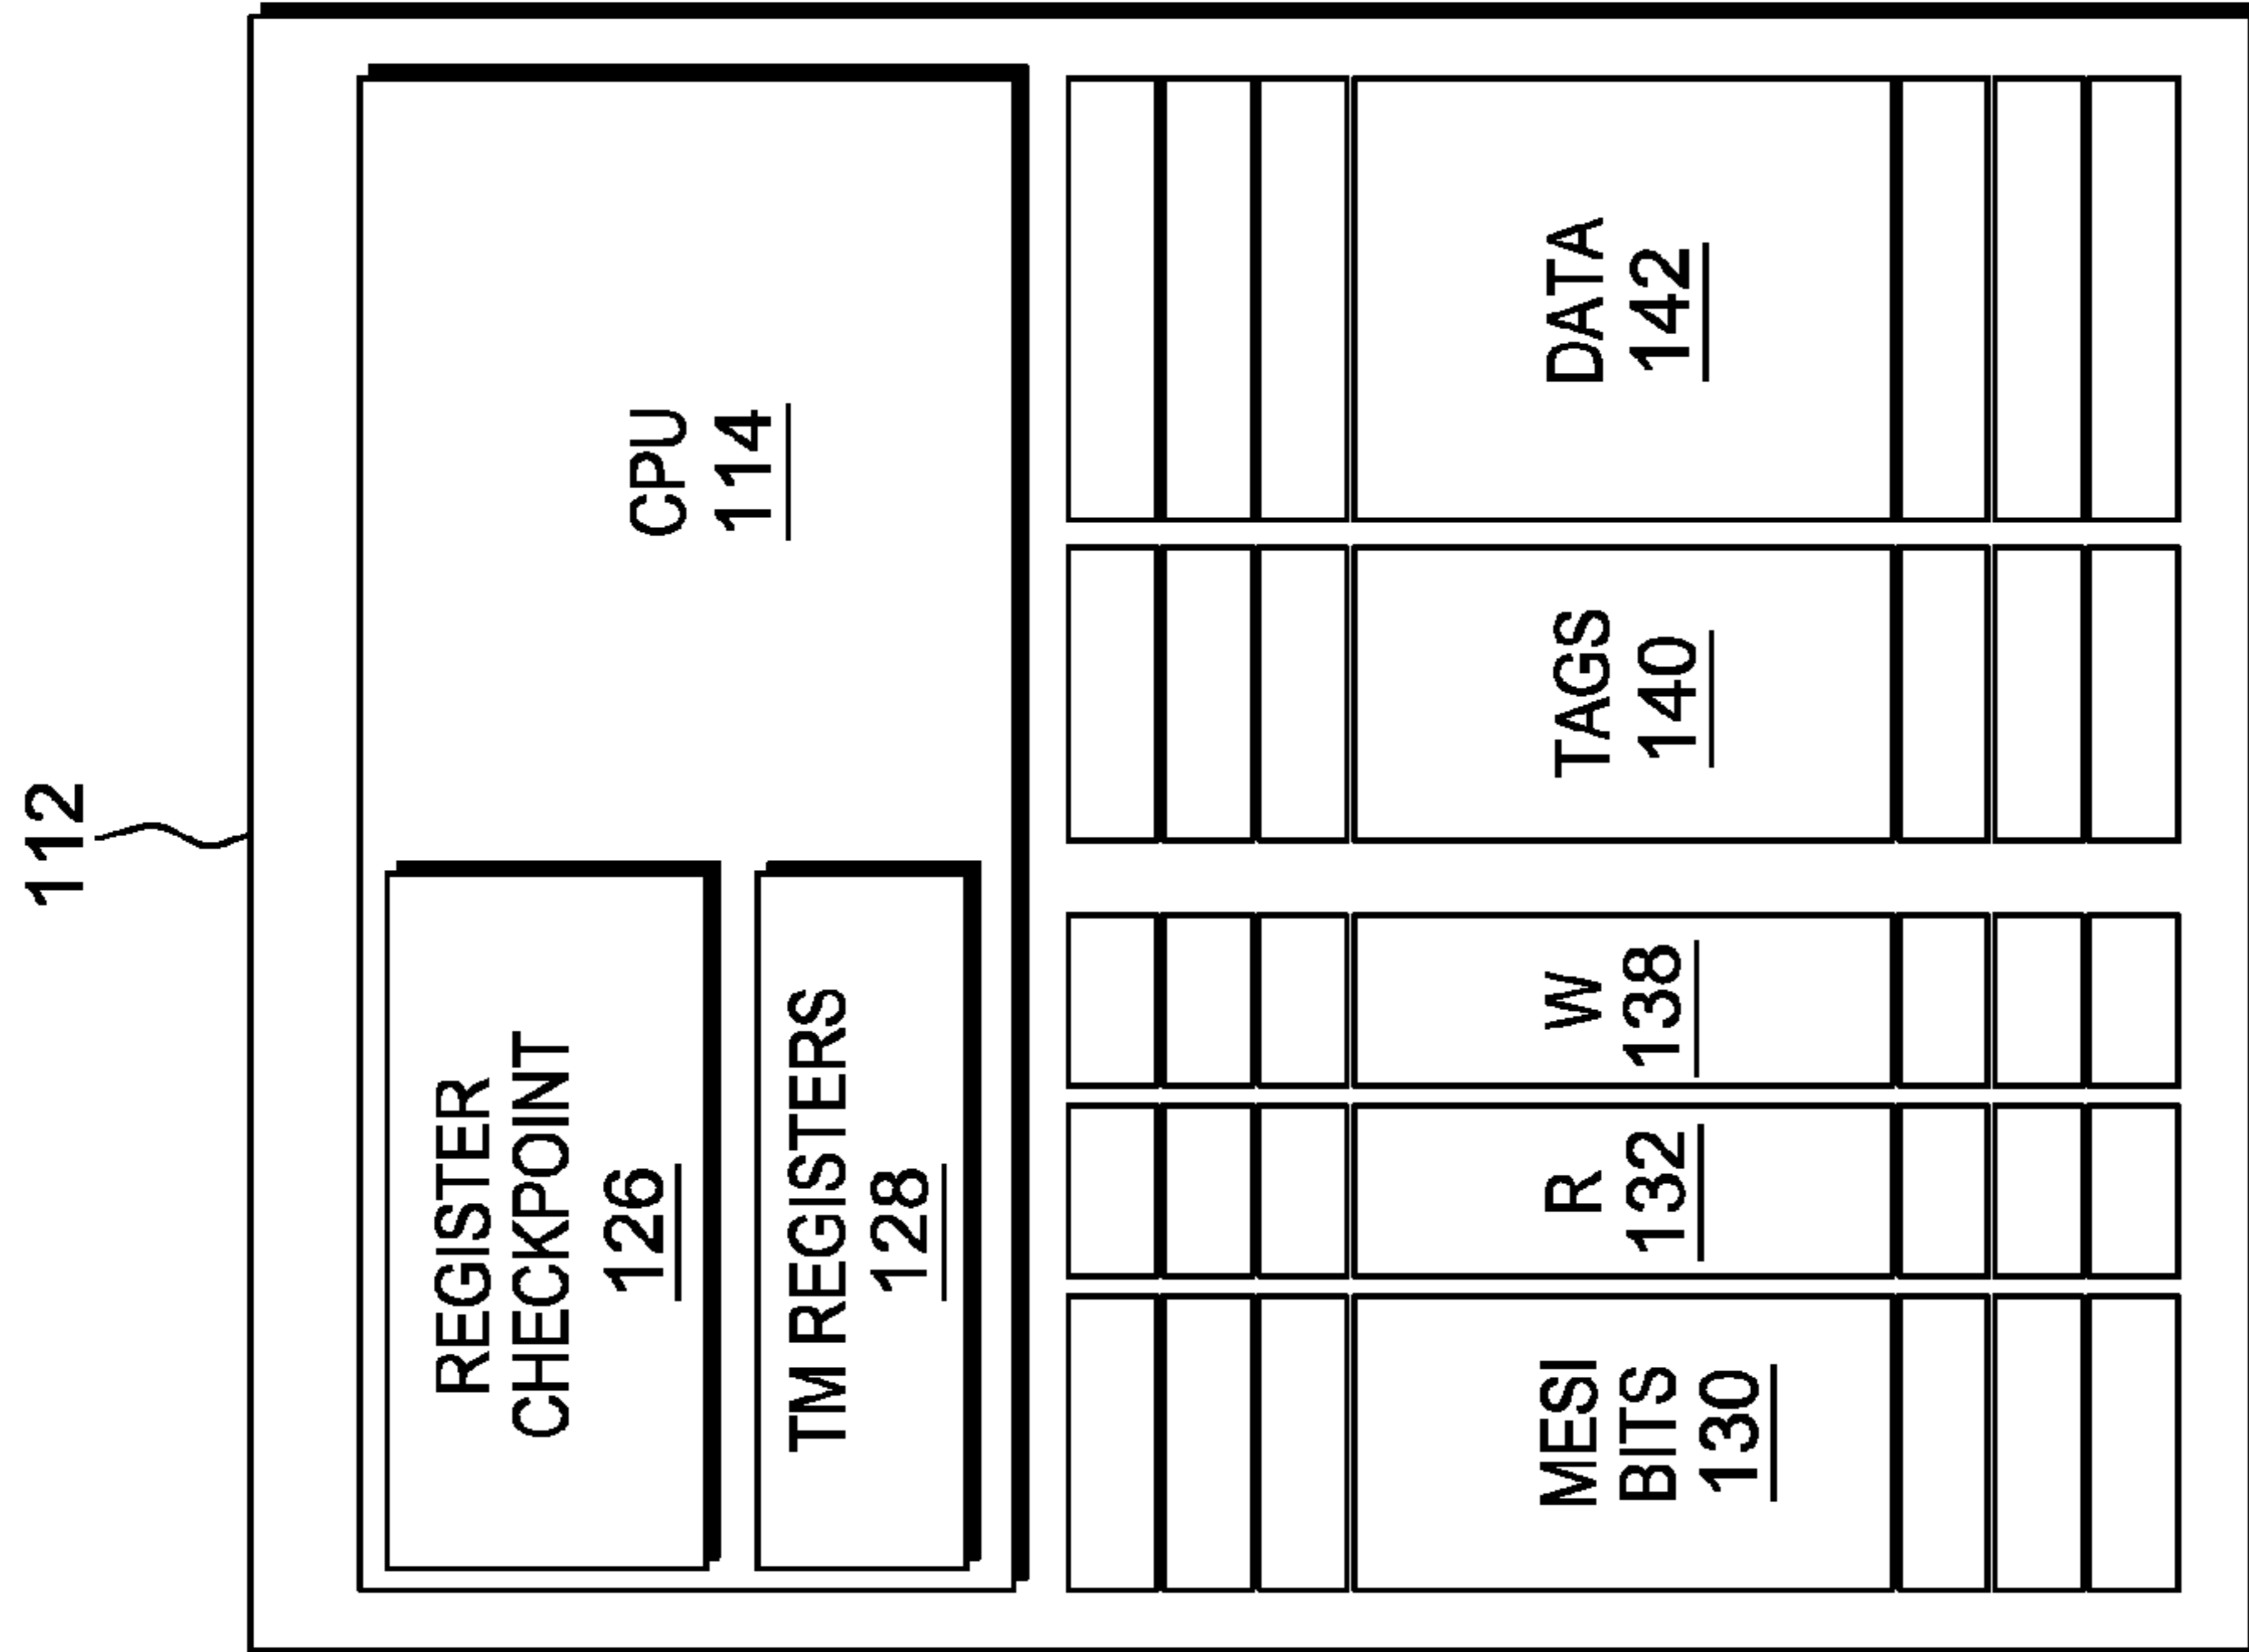 112
REGISTER
CHECKPOINT
126
TM REGISTERS
128
CPU
114
MESI
BITS
130
R
132
W
138
TAGS
140
DATA
142